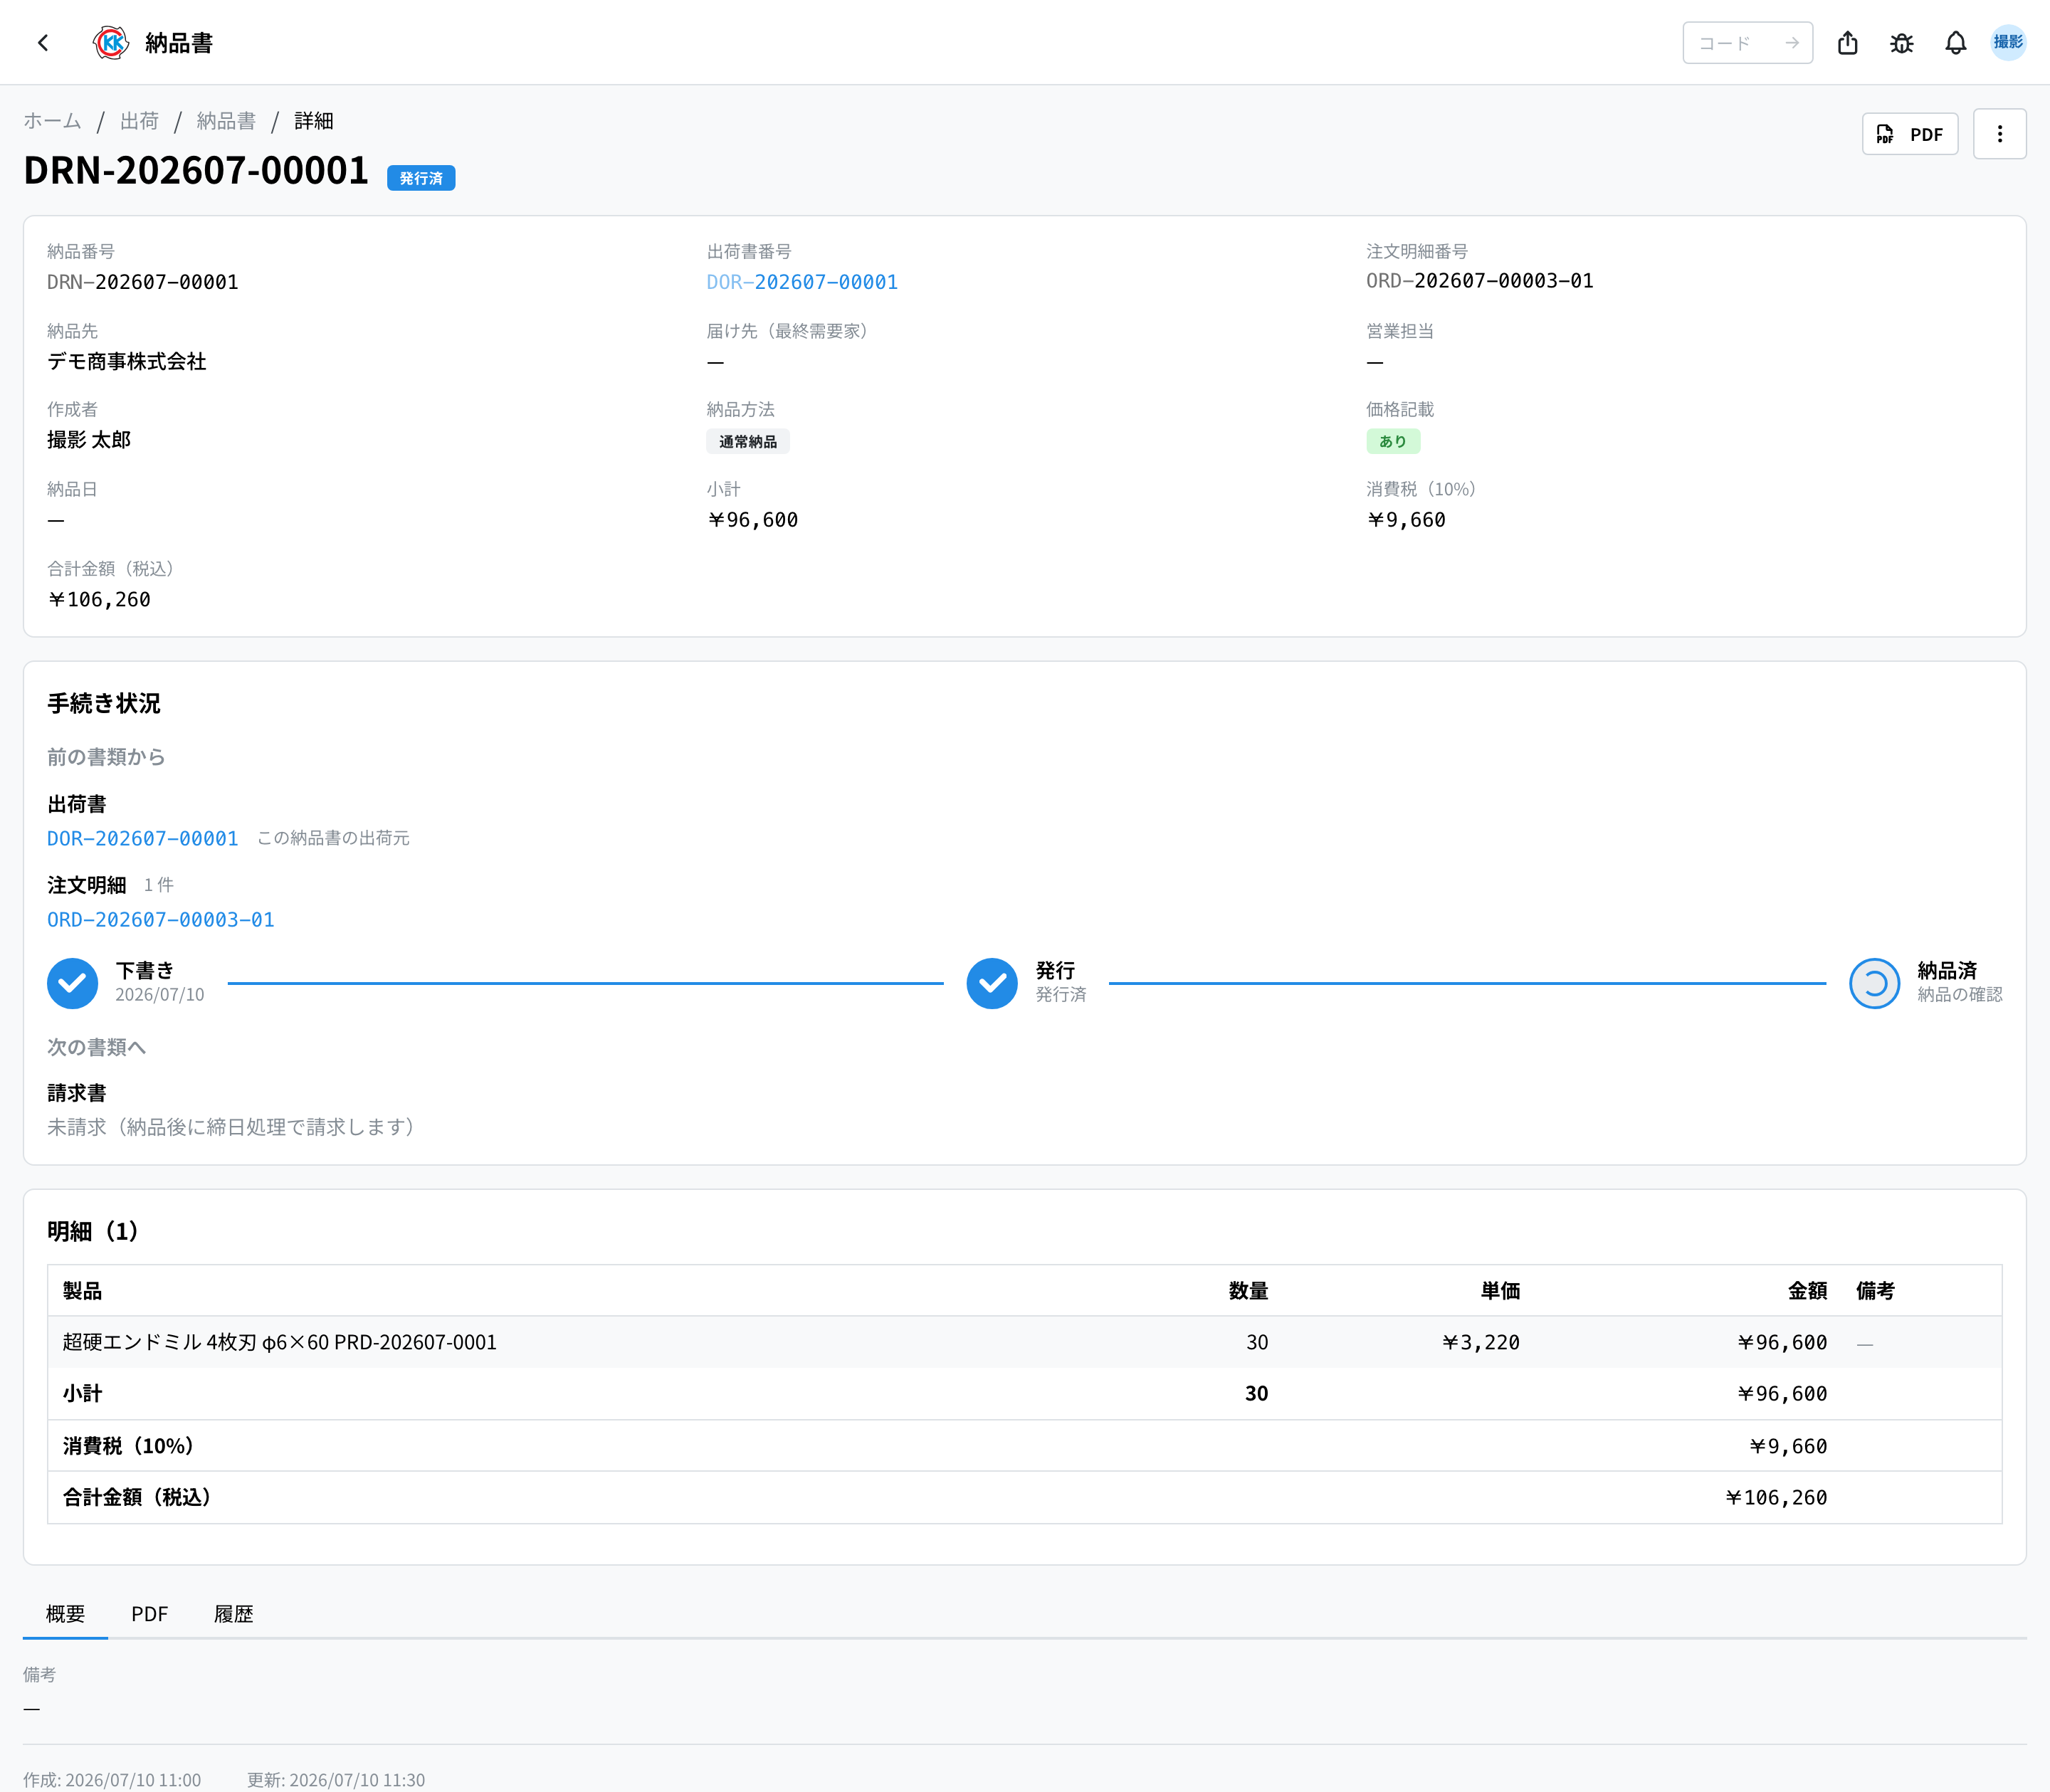 KK 納品書
コード
撮影
ホーム / 出荷 / 納品書 / 詳細
PDF PDF
DRN-202607-00001 発行済
納品番号
DRN-202607-00001
出荷書番号
DOR-202607-00001
注文明細番号
ORD-202607-00003-01
納品先
デモ商事株式会社
届け先（最終需要家）
—
営業担当
—
作成者
撮影 太郎
納品方法
通常納品
価格記載
あり
納品日
—
小計
￥96,600
消費税（10%）
￥9,660
合計金額（税込）
￥106,260
手続き状況
前の書類から
出荷書
DOR-202607-00001 この納品書の出荷元
注文明細 1 件
ORD-202607-00003-01
下書き
2026/07/10
発行
発行済
納品済
納品の確認
次の書類へ
請求書
未請求（納品後に締日処理で請求します）
明細（1）
製品 数量 単価 金額 備考
超硬エンドミル 4枚刃 φ6×60 PRD-202607-0001 30 ￥3,220 ￥96,600 —
小計 30 ￥96,600
消費税（10%） ￥9,660
合計金額（税込） ￥106,260
概要 PDF 履歴
備考
—
作成: 2026/07/10 11:00 更新: 2026/07/10 11:30